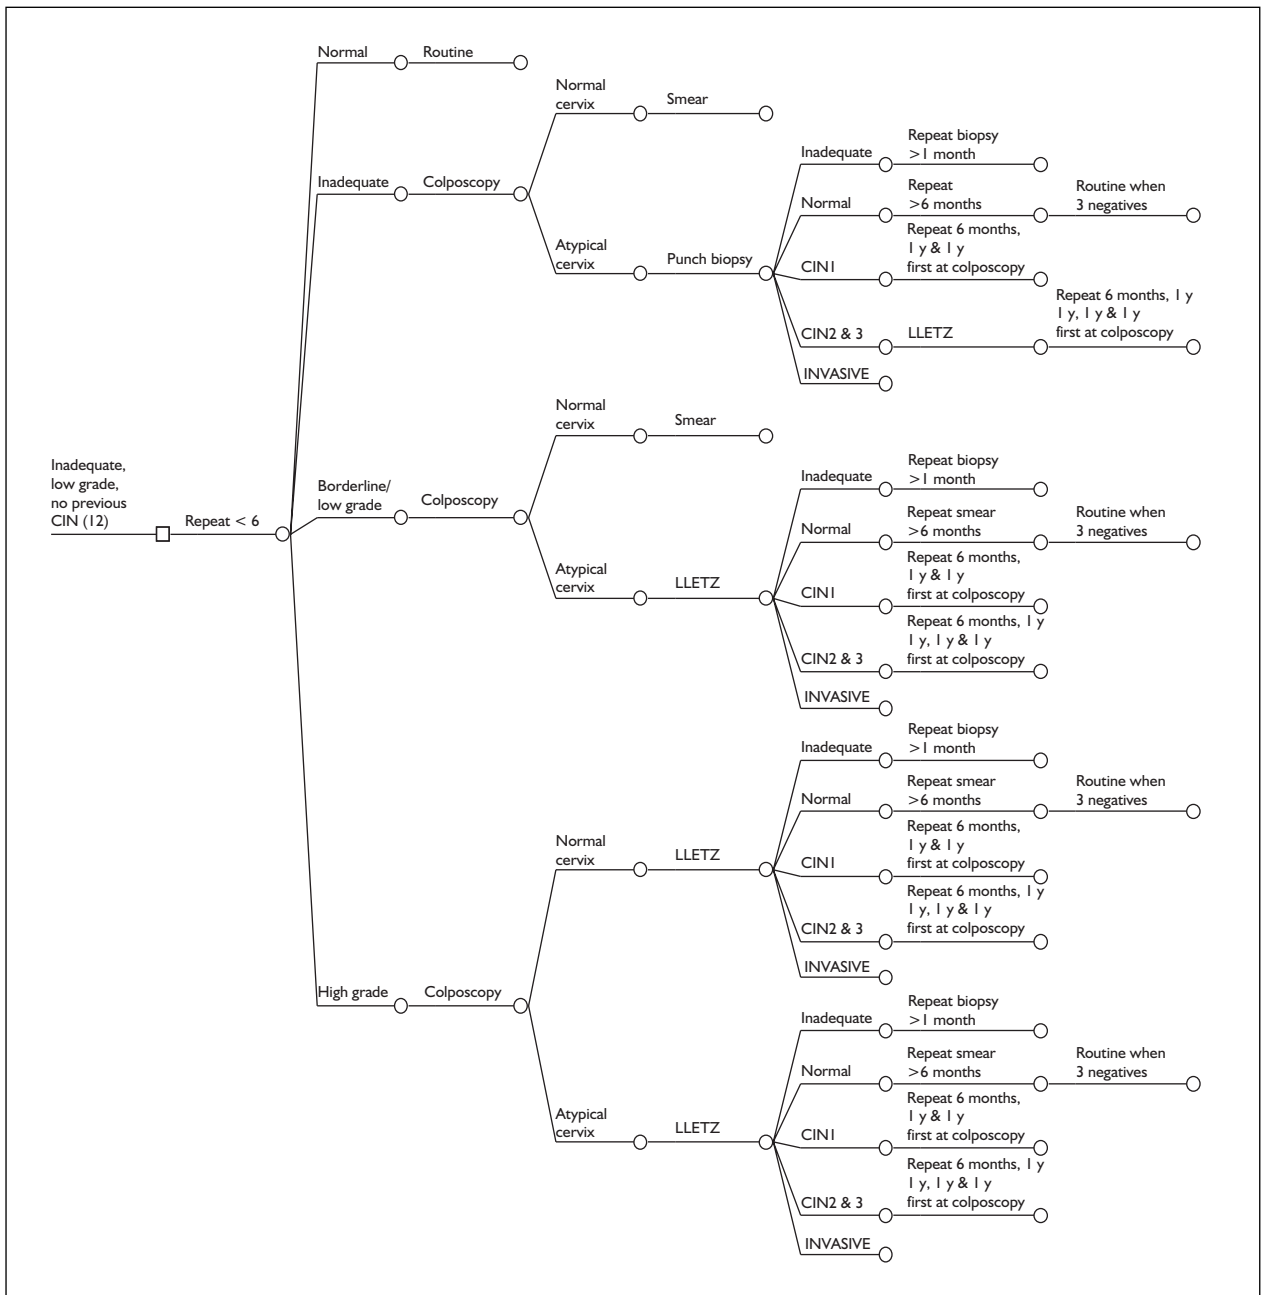 Normal
Routine
Normal
cervix
Smear
Inadequate
Repeat biopsy
>1 month
Inadequate
Colposcopy
Normal
Repeat
>6 months
Routine when
3 negatives
Atypical
cervix
Punch biopsy
CIN1
Repeat 6 months,
1 y & 1 y
first at colposcopy
CIN2 & 3
LLETZ
Repeat 6 months, 1 y
1 y, 1 y & 1 y
first at colposcopy
INVASIVE
Inadequate,
low grade,
no previous
CIN (12)
Repeat < 6
Borderline/
low grade
Colposcopy
Normal
cervix
Smear
Atypical
cervix
LLETZ
Inadequate
Repeat biopsy
>1 month
Normal
Repeat smear
>6 months
Routine when
3 negatives
CIN1
Repeat 6 months,
1 y & 1 y
first at colposcopy
CIN2 & 3
Repeat 6 months, 1 y
1 y, 1 y & 1 y
first at colposcopy
INVASIVE
High grade
Colposcopy
Normal
cervix
LLETZ
Inadequate
Repeat biopsy
>1 month
Normal
Repeat smear
>6 months
Routine when
3 negatives
CIN1
Repeat 6 months,
1 y & 1 y
first at colposcopy
CIN2 & 3
Repeat 6 months, 1 y
1 y, 1 y & 1 y
first at colposcopy
INVASIVE
Atypical
cervix
LLETZ
Inadequate
Repeat biopsy
>1 month
Normal
Repeat smear
>6 months
Routine when
3 negatives
CIN1
Repeat 6 months,
1 y & 1 y
first at colposcopy
CIN2 & 3
Repeat 6 months, 1 y
1 y, 1 y & 1 y
first at colposcopy
INVASIVE